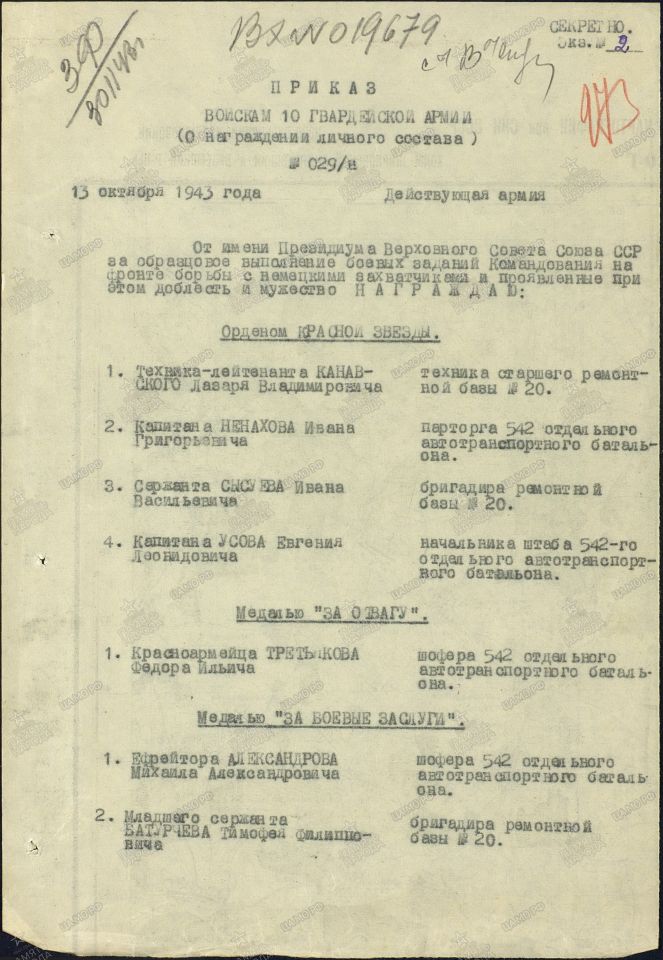 ВхN019679
СЕКРЕТНО.
Экз.№ 2
30/11 43г
973
ПРИКАЗ
ВОЙСКАМ 10 ГВАРДЕЙСКОЙ АРМИИ
(О награждении личного состава)
№ 029/н
13 октября 1943 года Действующая армия
От имени Президиума Верховного Совета Союза ССР
за образцовое выполнение боевых заданий Командования на
фронте борьбы с немецкими захватчиками и проявленные при
этом доблесть и мужество НАГРАЖДАЮ:
Орденом КРАСНОЙ ЗВЕЗДЫ.
1. Техника-лейтенанта КАНАВ- техника старшего ремонт-
СКОГО Лазаря Владимировича ной базы № 20.
2. Капитана НЕНАХОВА Ивана парторга 542 отдельного
Григорьевича автотранспортного баталь-
она.
3. Сержанта СЫСУЕВА Ивана бригадира ремонтной
Васильевича базы № 20.
4. Капитана УСОВА Евгения начальника штаба 542-го
Леонидовича отдельного автотранспорт-
ного батальона.
Медалью "ЗА ОТВАГУ".
1. Красноармейца ТРЕТЬЯКОВА шофера 542 отдельного
Федора Ильича автотранспортного баталь-
она.
Медалью "ЗА БОЕВЫЕ ЗАСЛУГИ".
1. Ефрейтора АЛЕКСАНДРОВА шофера 542 отдельного
Михаила Александровича автотранспортного баталь-
она.
2. Младшего сержанта бригадира ремонтной
БАТУРЧЕВА Тимофея Филиппо- базы № 20.
вича